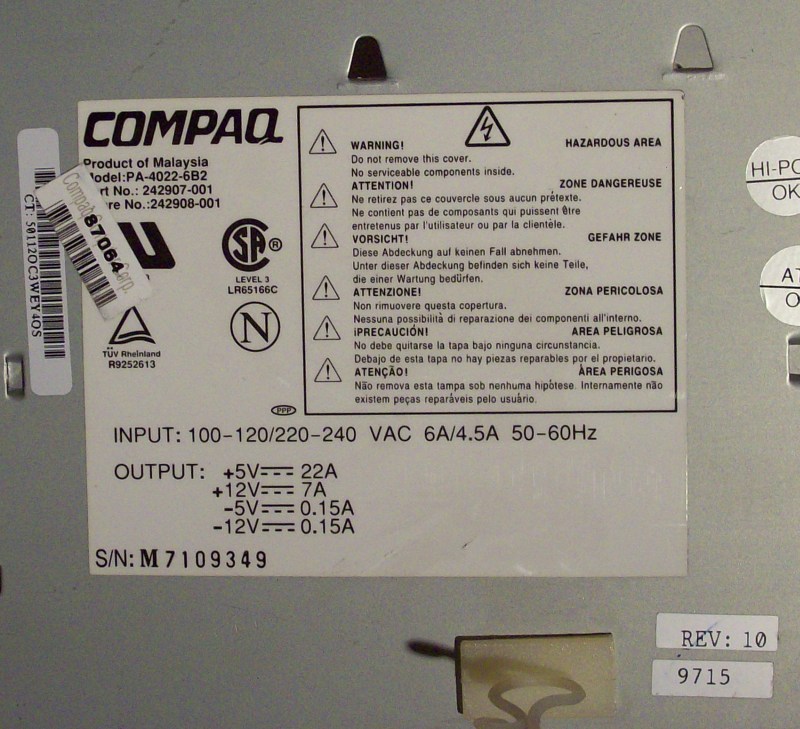 COMPAQ
Product of Malaysia
Model:PA-4022-6B2
Part No.: 242907-001
Spare No.:242908-001
CT: 50112OC3WEY4OS
Compaq Corp.
87064
SA ®
LEVEL 3
LR65166C
N
TÜV Rheinland
R9252613
PPP
WARNING! HAZARDOUS AREA
Do not remove this cover.
No serviceable components inside.
ATTENTION! ZONE DANGEREUSE
Ne retirez pas ce couvercle sous aucun prétexte.
Ne contient pas de composants qui puissent être
entretenus par l'utilisateur ou par la clientèle.
VORSICHT! GEFAHR ZONE
Diese Abdeckung auf keinen Fall abnehmen.
Unter dieser Abdeckung befinden sich keine Teile,
die einer Wartung bedürfen.
ATTENZIONE! ZONA PERICOLOSA
Non rimuovere questa copertura.
Nessuna possibilità di reparazione dei componenti all'interno.
¡PRECAUCIÓN! AREA PELIGROSA
No debe quitarse la tapa bajo ninguna circunstancia.
Debajo de esta tapa no hay piezas reparables por el propietario.
ATENÇÃO! ÀREA PERIGOSA
Não remova esta tampa sob nenhuma hipótese. Internamente não
existem peças reparáveis pelo usuário.
INPUT: 100-120/220-240 VAC 6A/4.5A 50-60Hz
OUTPUT: +5V 22A
+12V 7A
-5V 0.15A
-12V 0.15A
S/N: M7109349
HI-PO
OK
AT
O
REV: 10
9715